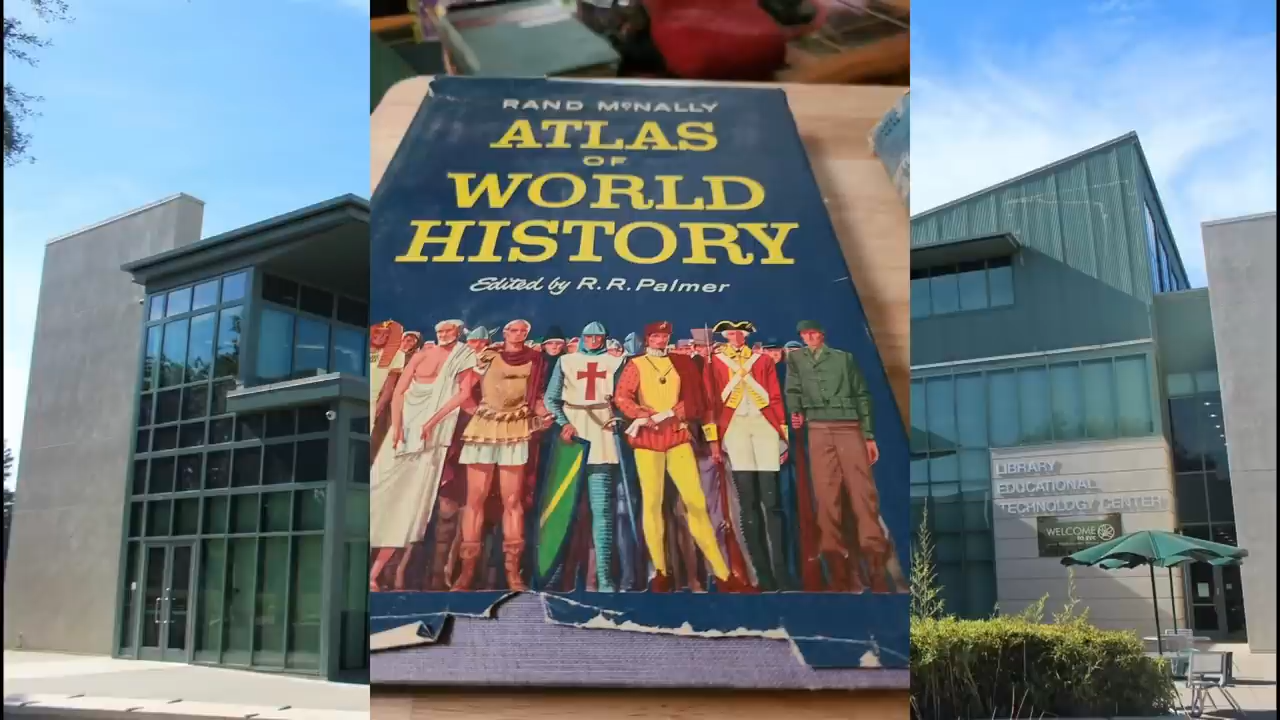 RAND McNALLY
ATLAS
OF
WORLD
HISTORY
Edited by R. R. Palmer
LIBRARY
EDUCATIONAL
TECHNOLOGY CENTER
WELCOME